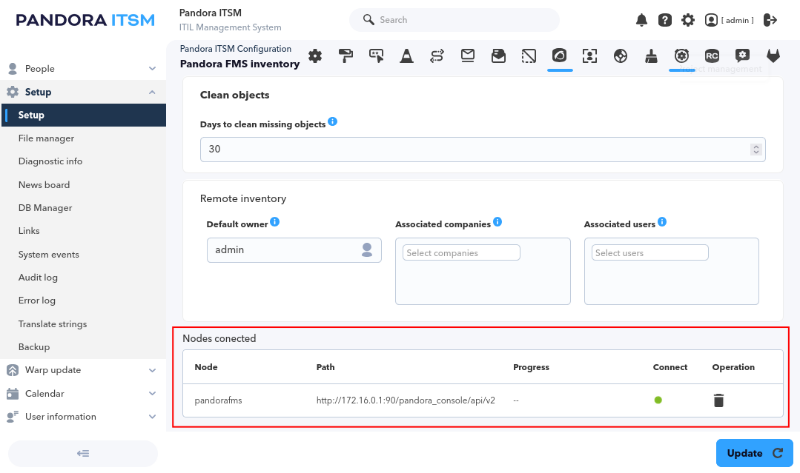 PANDORA ITSM
Pandora ITSM
ITIL Management System
Search
[ admin ]
People
Setup
Setup
File manager
Diagnostic info
News board
DB Manager
Links
System events
Audit log
Error log
Translate strings
Backup
Warp update
Calendar
User information
Pandora ITSM Configuration
Pandora FMS inventory
RC
management
Clean objects
Days to clean missing objects
30
Remote inventory
Default owner
Associated companies
Associated users
admin
Select companies
Select users
Nodes conected
Node Path Progress Connect Operation
pandorafms http://172.16.0.1:90/pandora_console/api/v2 --
Update